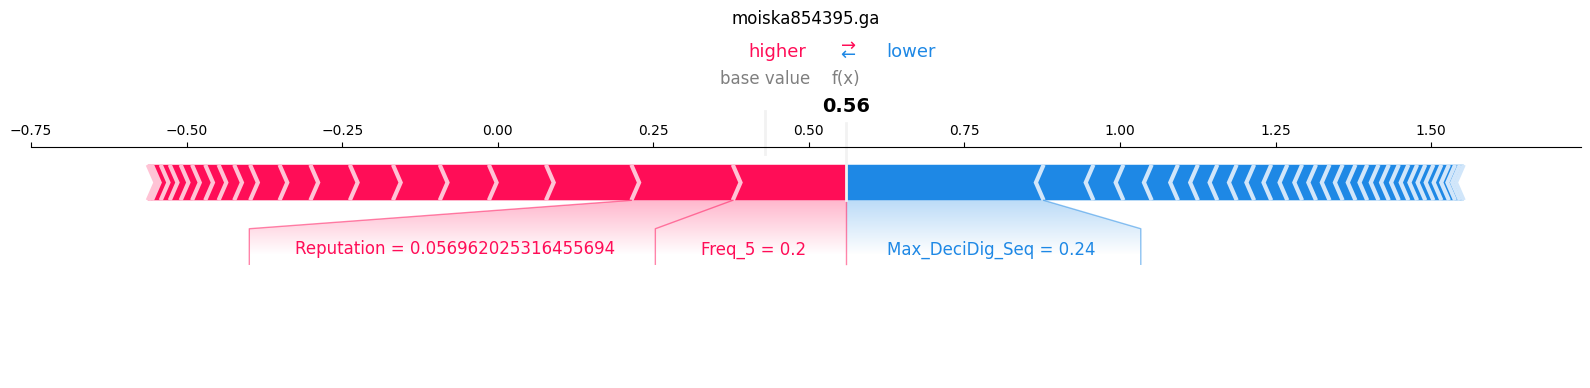 moiska854395.ga
higher → ← lower
base value f(x)
0.56
−0.75 −0.50 −0.25 0.00 0.25 0.50 0.75 1.00 1.25 1.50
Reputation = 0.056962025316455694 Freq_5 = 0.2 Max_DeciDig_Seq = 0.24